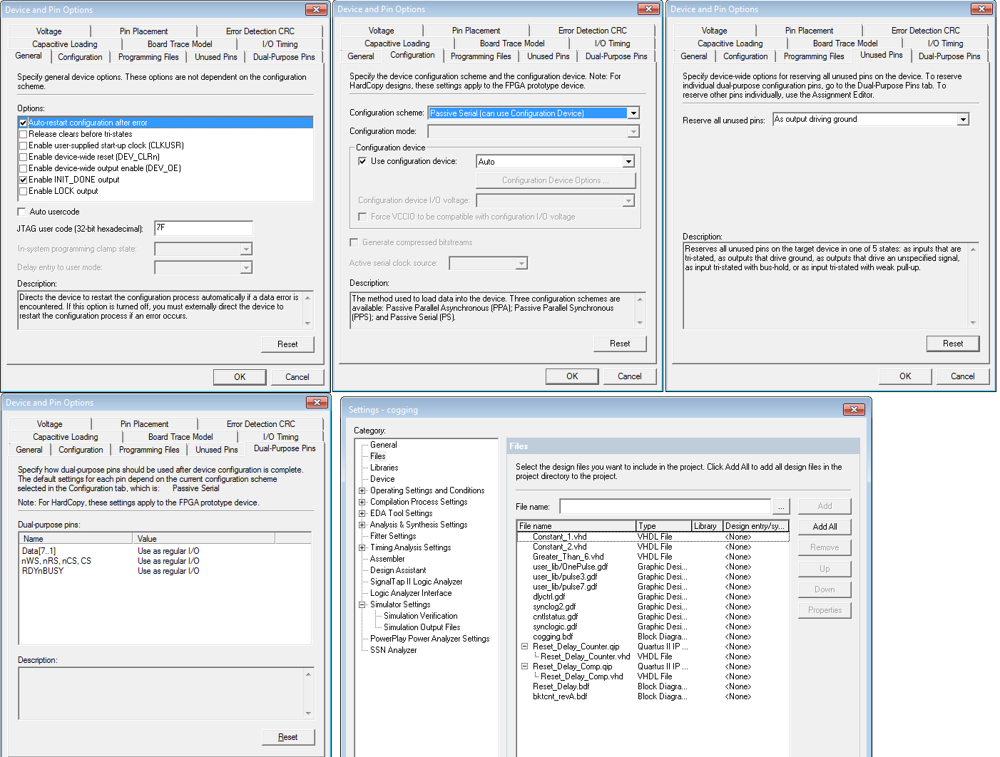 Device and Pin Options
Voltage Pin Placement Error Detection CRC
Capacitive Loading Board Trace Model I/O Timing
General Configuration Programming Files Unused Pins Dual-Purpose Pins
Specify general device options. These options are not dependent on the configuration
scheme.
Options:
Auto-restart configuration after error
Release clears before tri-states
Enable user-supplied start-up clock (CLKUSR)
Enable device-wide reset (DEV_CLRn)
Enable device-wide output enable (DEV_OE)
Enable INIT_DONE output
Enable LOCK output
Auto usercode
JTAG user code (32-bit hexadecimal): 7F
In-system programming clamp state:
Delay entry to user mode:
Description:
Directs the device to restart the configuration process automatically if a data error is
encountered. If this option is turned off, you must externally direct the device to
restart the configuration process if an error occurs.
Reset
OK Cancel
Device and Pin Options
Voltage Pin Placement Error Detection CRC
Capacitive Loading Board Trace Model I/O Timing
General Configuration Programming Files Unused Pins Dual-Purpose Pins
Specify the device configuration scheme and the configuration device. Note: For
HardCopy designs, these settings apply to the FPGA prototype device.
Configuration scheme: Passive Serial (can use Configuration Device)
Configuration mode:
Configuration device
Use configuration device: Auto
Configuration Device Options ...
Configuration device I/O voltage:
Force VCCIO to be compatible with configuration I/O voltage
Generate compressed bitstreams
Active serial clock source:
Description:
The method used to load data into the device. Three configuration schemes are
available: Passive Parallel Asynchronous (PPA); Passive Parallel Synchronous
(PPS); and Passive Serial (PS).
Reset
OK Cancel
Device and Pin Options
Voltage Pin Placement Error Detection CRC
Capacitive Loading Board Trace Model I/O Timing
General Configuration Programming Files Unused Pins Dual-Purpose Pins
Specify device-wide options for reserving all unused pins on the device. To reserve
individual dual-purpose configuration pins, go to the Dual-Purpose Pins tab. To
reserve other pins individually, use the Assignment Editor.
Reserve all unused pins: As output driving ground
Description:
Reserves all unused pins on the target device in one of 5 states: as inputs that are
tri-stated, as outputs that drive ground, as outputs that drive an unspecified signal,
as input tri-stated with bus-hold, or as input tri-stated with weak pull-up.
Reset
OK Cancel
Device and Pin Options
Voltage Pin Placement Error Detection CRC
Capacitive Loading Board Trace Model I/O Timing
General Configuration Programming Files Unused Pins Dual-Purpose Pins
Specify how dual-purpose pins should be used after device configuration is complete.
The default settings for each pin depend on the current configuration scheme
selected in the Configuration tab, which is: Passive Serial
Note: For HardCopy, these settings apply to the FPGA prototype device.
Dual-purpose pins:
Name Value
Data[7..1] Use as regular I/O
nWS, nRS, nCS, CS Use as regular I/O
RDYnBUSY Use as regular I/O
Description:
Reset
Settings - cogging
Category:
General
Files
Libraries
Device
Operating Settings and Conditions
Compilation Process Settings
EDA Tool Settings
Analysis & Synthesis Settings
Fitter Settings
Timing Analysis Settings
Assembler
Design Assistant
SignalTap II Logic Analyzer
Logic Analyzer Interface
Simulator Settings
Simulation Verification
Simulation Output Files
PowerPlay Power Analyzer Settings
SSN Analyzer
Files
Select the design files you want to include in the project. Click Add All to add all design files in the
project directory to the project.
File name: ... Add
File name Type Library Design entry/sy... Add All
Constant_1.vhd VHDL File <None>
Constant_2.vhd VHDL File <None> Remove
Greater_Than_6.vhd VHDL File <None>
user_lib/OnePulse.gdf Graphic Desi... <None> Up
user_lib/pulse3.gdf Graphic Desi... <None>
user_lib/pulse7.gdf Graphic Desi... <None> Down
dlyctrl.gdf Graphic Desi... <None>
synclog2.gdf Graphic Desi... <None> Properties
cntlstatus.gdf Graphic Desi... <None>
synclogic.gdf Graphic Desi... <None>
cogging.bdf Block Diagra... <None>
Reset_Delay_Counter.qip Quartus II IP ... <None>
Reset_Delay_Counter.vhd VHDL File <None>
Reset_Delay_Comp.qip Quartus II IP ... <None>
Reset_Delay_Comp.vhd VHDL File <None>
Reset_Delay.bdf Block Diagra... <None>
bktcnt_revA.bdf Block Diagra... <None>